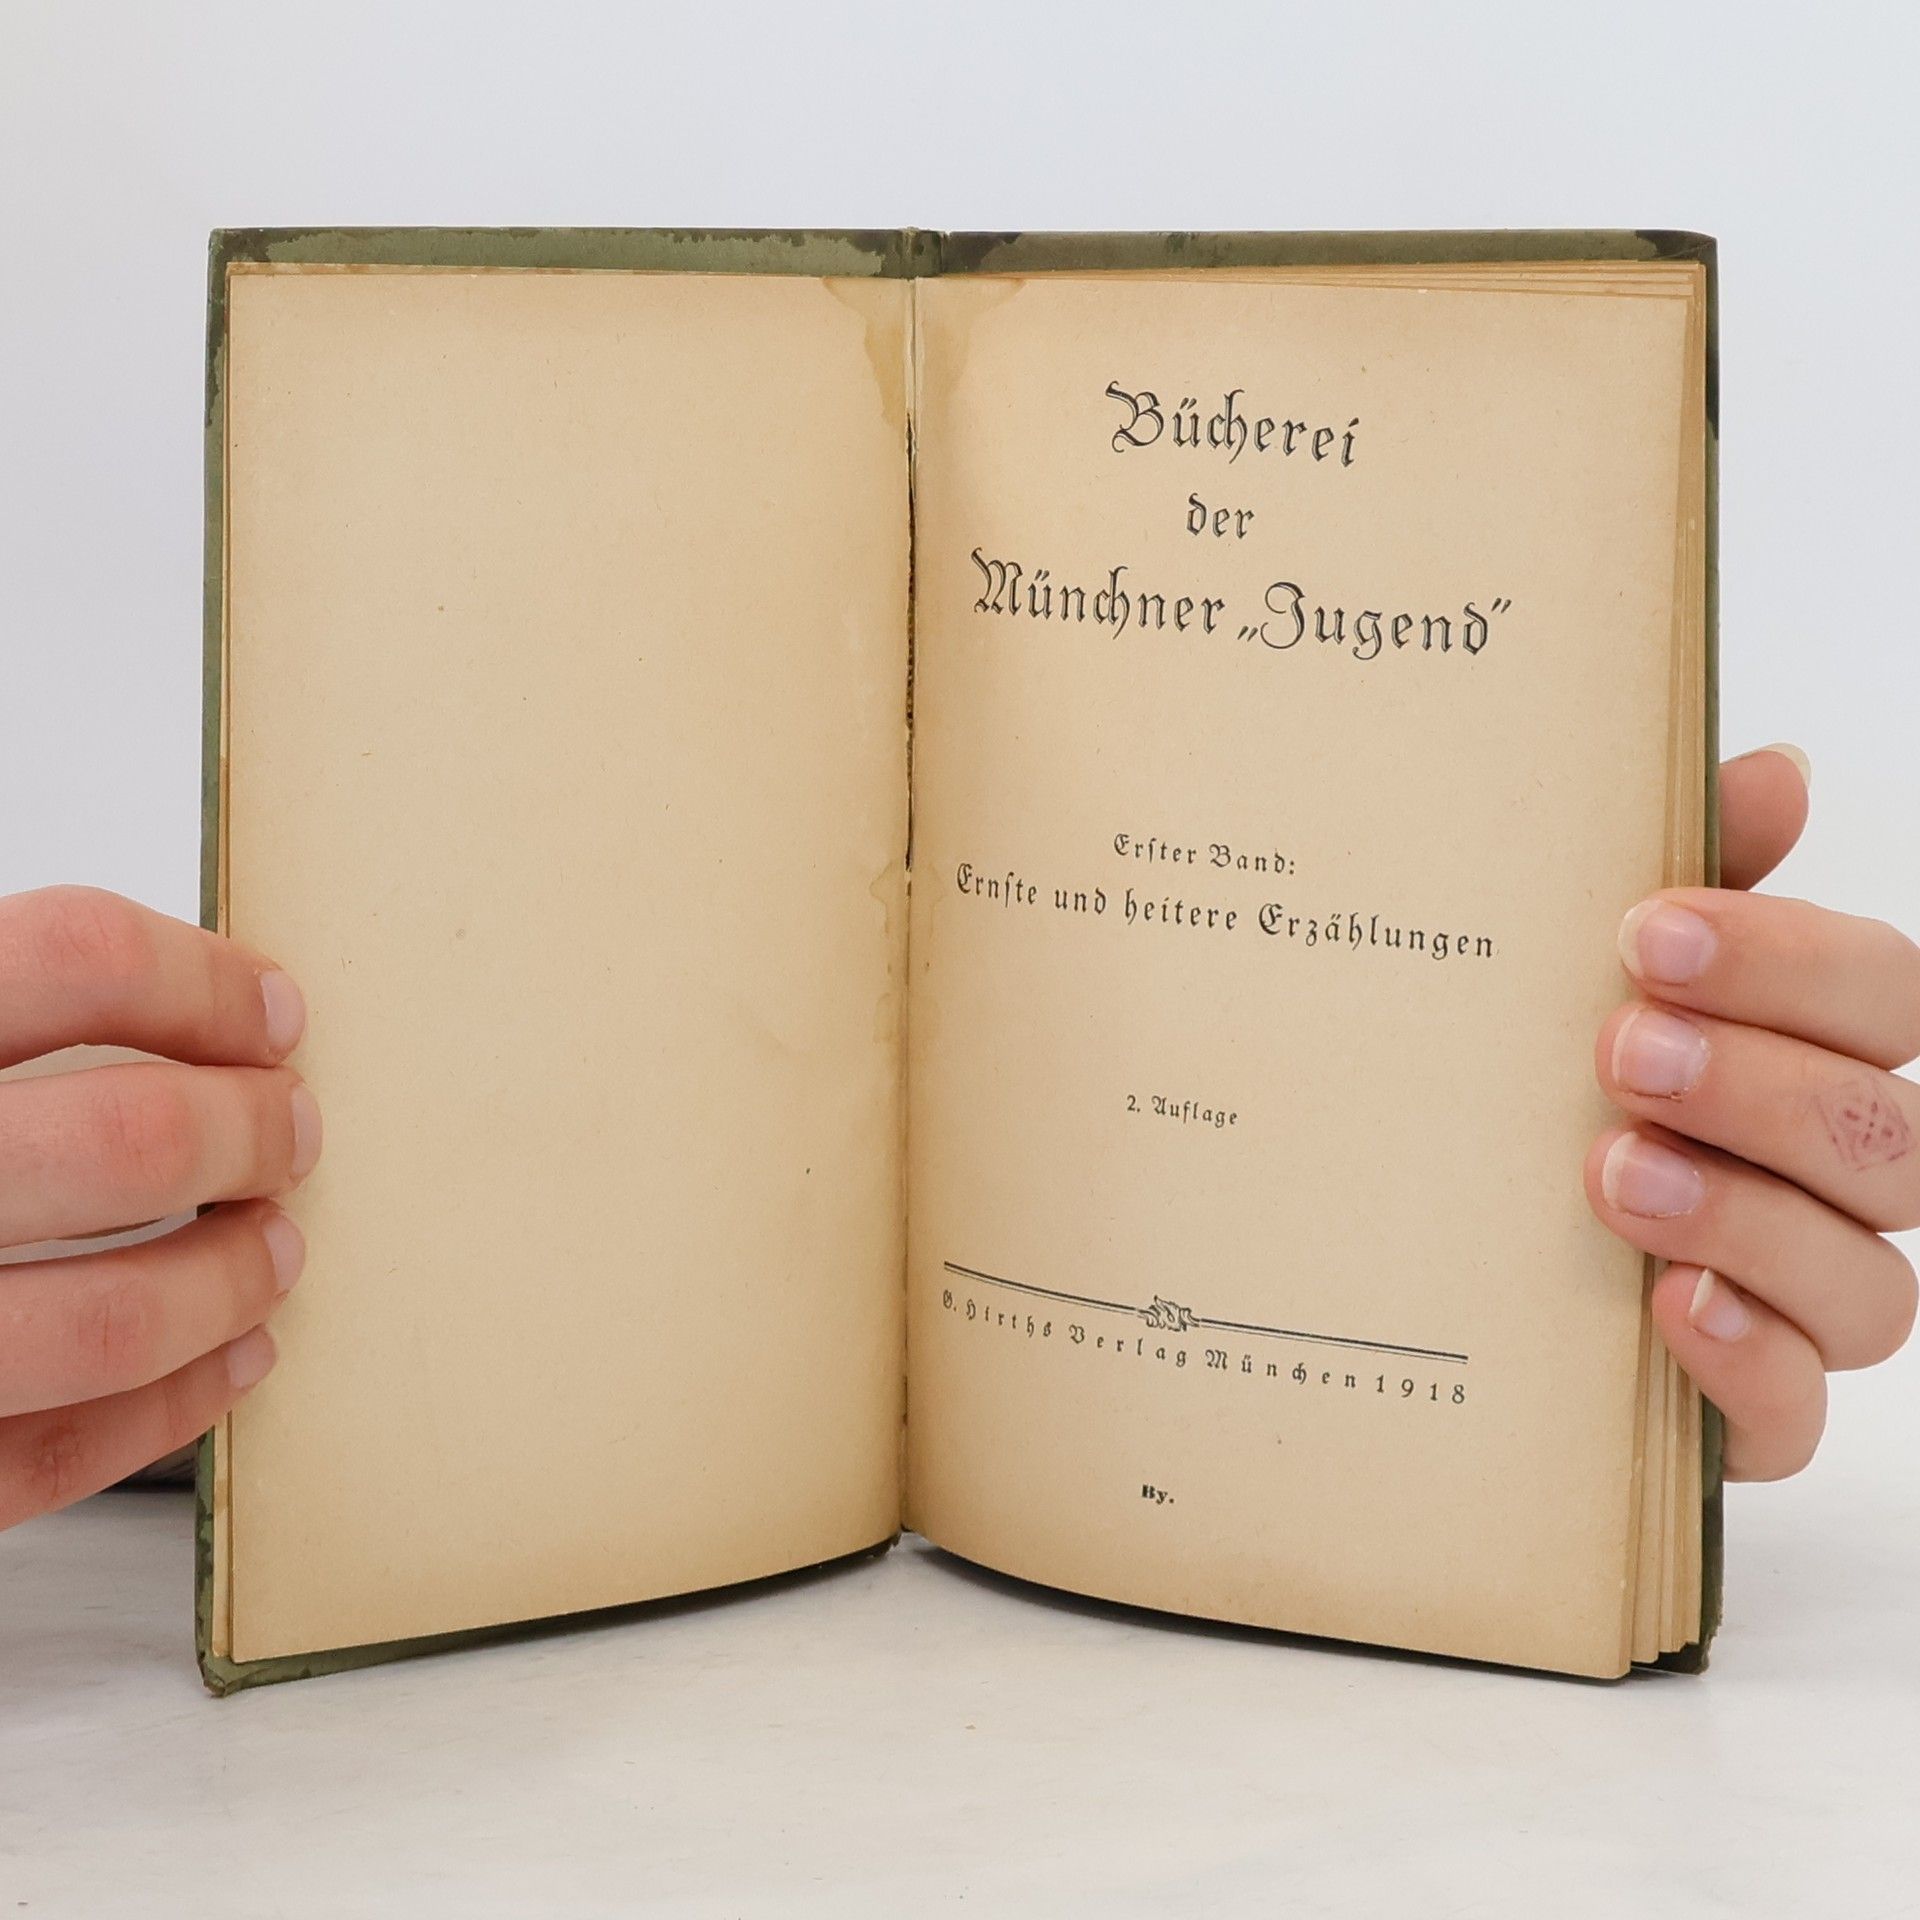 Bücherei
der
Münchner „Jugend“
Erſter Band:
Ernſte und heitere Erzählungen
2. Auflage
G. Hirths Verlag München 1918
By.